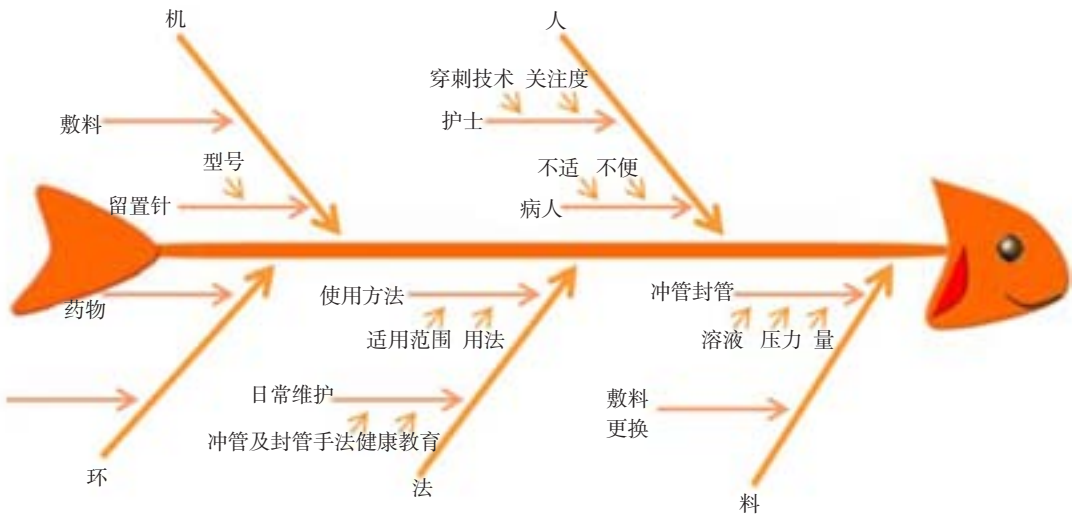 机
人
穿刺技术 关注度
护士
敷料
型号
不适 不便
留置针
病人
药物
使用方法
冲管封管
适用范围 用法
溶液 压力 量
日常维护
敷料
更换
冲管及封管手法健康教育
环
法
料